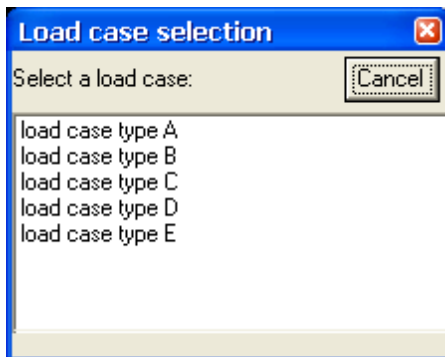 Load case selection
Select a load case: Cancel
load case type A
load case type B
load case type C
load case type D
load case type E